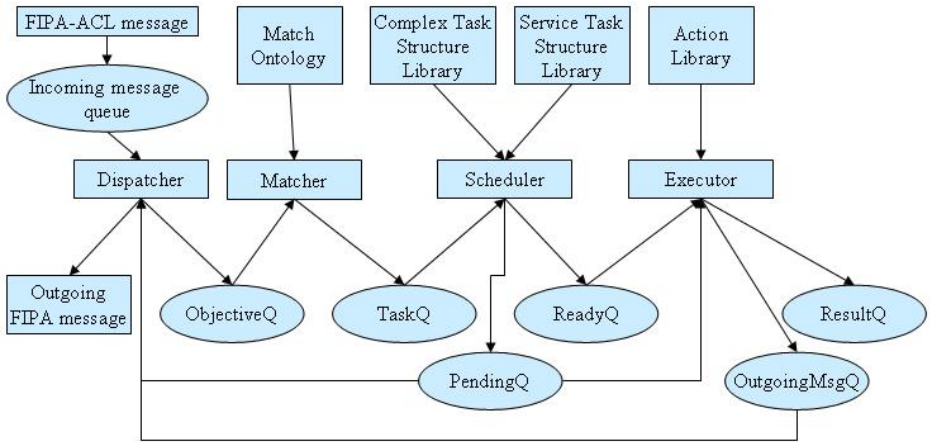 FIPA-ACL message
Match
Ontology
Complex Task
Structure
Library
Service Task
Structure
Library
Action
Library
Incoming message
queue
Dispatcher
Matcher
Scheduler
Executor
Outgoing
FIPA message
ObjectiveQ
TaskQ
ReadyQ
ResultQ
PendingQ
OutgoingMsgQ